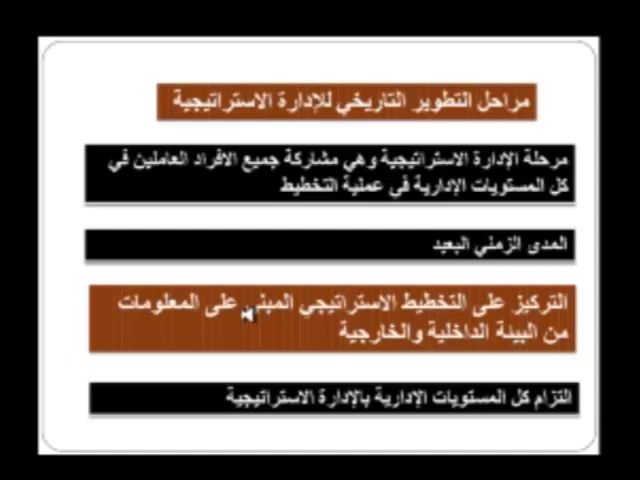 مراحل التطوير التاريخي للإدارة الاستراتيجية
مرحلة الإدارة الاستراتيجية وهي مشاركة جميع الافراد العاملين في
كل المستويات الإدارية في عملية التخطيط
المدى الزمني البعيد
التركيز على التخطيط الاستراتيجي المبني على المعلومات
من البيئة الداخلية والخارجية
التزام كل المستويات الإدارية بالإدارة الاستراتيجية